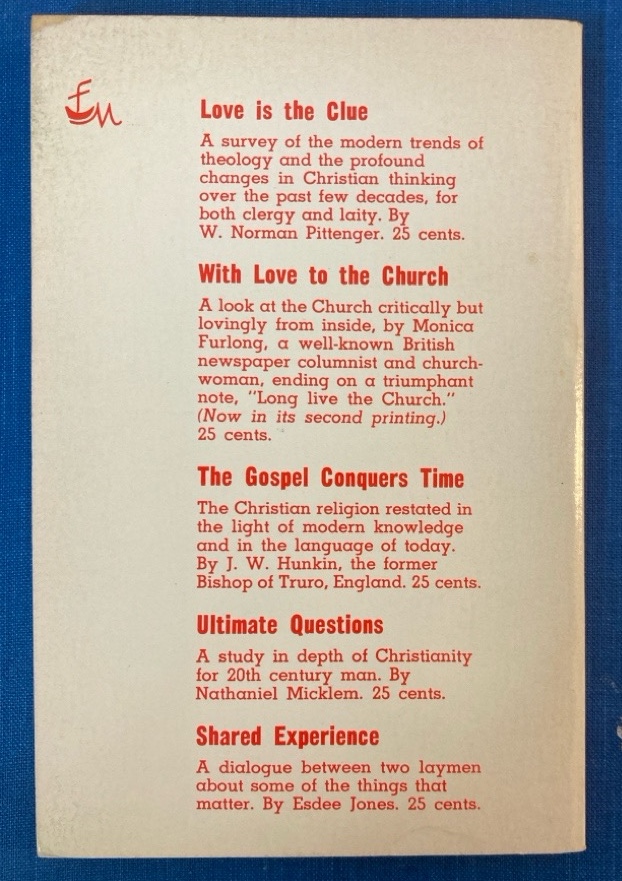 FM
Love is the Clue
A survey of the modern trends of
theology and the profound
changes in Christian thinking
over the past few decades, for
both clergy and laity. By
W. Norman Pittenger. 25 cents.
With Love to the Church
A look at the Church critically but
lovingly from inside, by Monica
Furlong, a well-known British
newspaper columnist and church-
woman, ending on a triumphant
note, "Long live the Church."
(Now in its second printing.)
25 cents.
The Gospel Conquers Time
The Christian religion restated in
the light of modern knowledge
and in the language of today.
By J. W. Hunkin, the former
Bishop of Truro, England. 25 cents.
Ultimate Questions
A study in depth of Christianity
for 20th century man. By
Nathaniel Micklem. 25 cents.
Shared Experience
A dialogue between two laymen
about some of the things that
matter. By Esdee Jones. 25 cents.